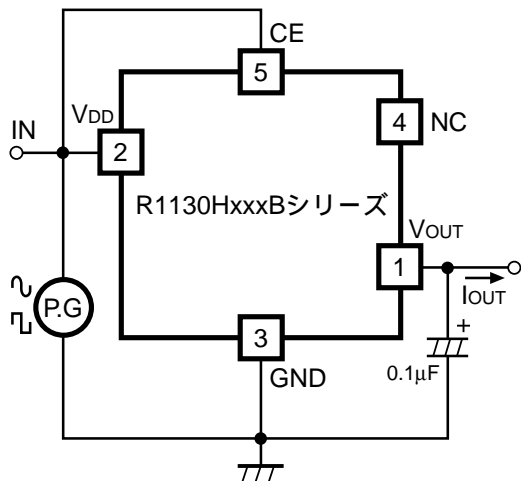 CE
5
VDD
4
NC
IN
2
R1130HxxxBシリーズ
VOUT
1
IOUT
P.G
3
+
0.1μF
GND